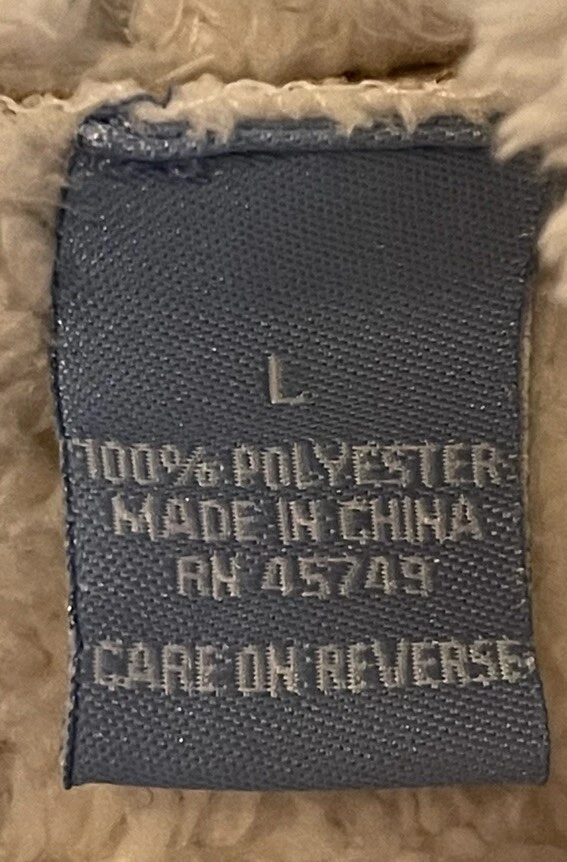 L
100% POLYESTER
MADE IN CHINA
RN 45749
CARE ON REVERSE